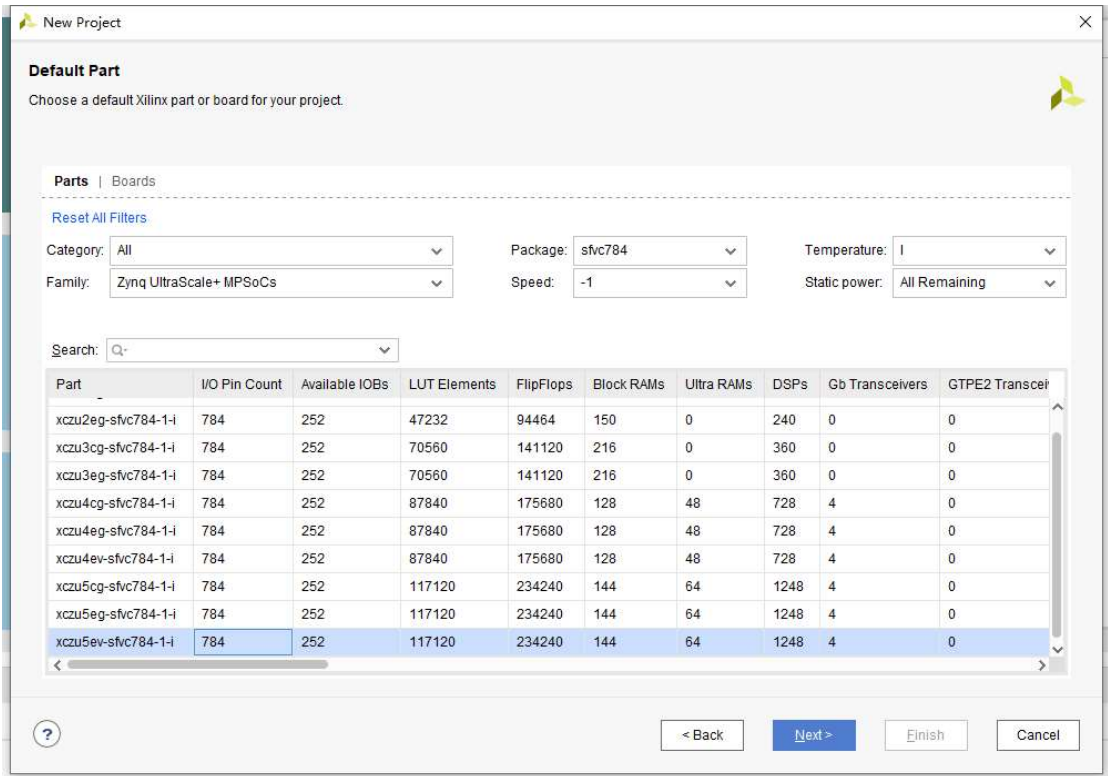 New Project
Default Part
Choose a default Xilinx part or board for your project.
Parts | Boards
Reset All Filters
Category: All Package: sfvc784 Temperature: I
Family: Zynq UltraScale+ MPSoCs Speed: -1 Static power: All Remaining
Search: Q-
Part I/O Pin Count Available IOBs LUT Elements FlipFlops Block RAMs Ultra RAMs DSPs Gb Transceivers GTPE2 Transcei
xczu2eg-sfvc784-1-i 784 252 47232 94464 150 0 240 0 0
xczu3cg-sfvc784-1-i 784 252 70560 141120 216 0 360 0 0
xczu3eg-sfvc784-1-i 784 252 70560 141120 216 0 360 0 0
xczu4cg-sfvc784-1-i 784 252 87840 175680 128 48 728 4 0
xczu4eg-sfvc784-1-i 784 252 87840 175680 128 48 728 4 0
xczu4ev-sfvc784-1-i 784 252 87840 175680 128 48 728 4 0
xczu5cg-sfvc784-1-i 784 252 117120 234240 144 64 1248 4 0
xczu5eg-sfvc784-1-i 784 252 117120 234240 144 64 1248 4 0
xczu5ev-sfvc784-1-i 784 252 117120 234240 144 64 1248 4 0
? < Back Next > Finish Cancel